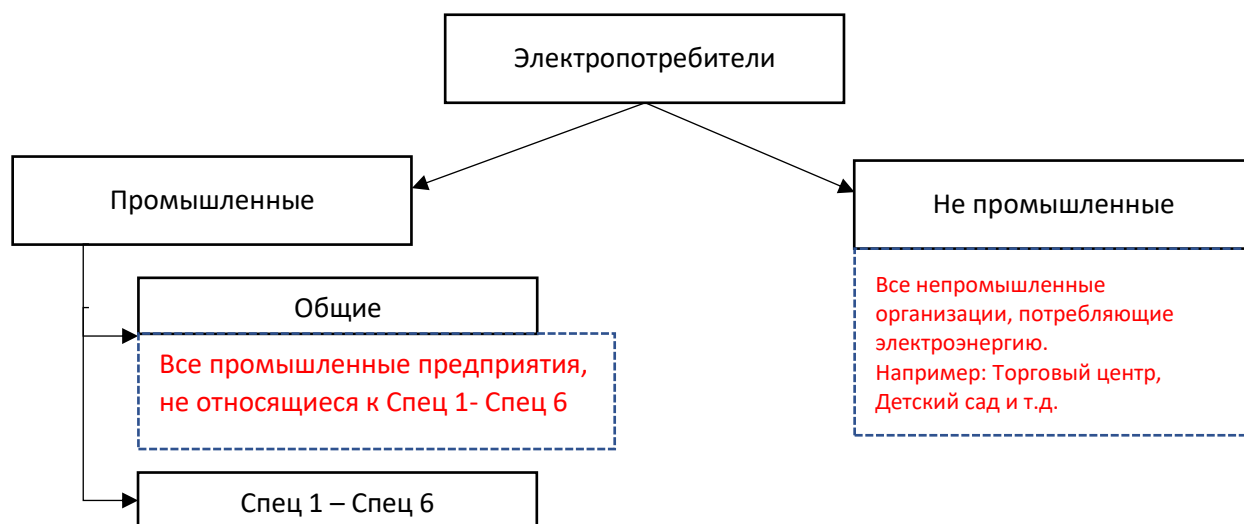 Электропотребители
Промышленные
Не промышленные
Общие
Все промышленные предприятия,
не относящиеся к Спец 1- Спец 6
Все непромышленные
организации, потребляющие
электроэнергию.
Например: Торговый центр,
Детский сад и т.д.
Спец 1 – Спец 6